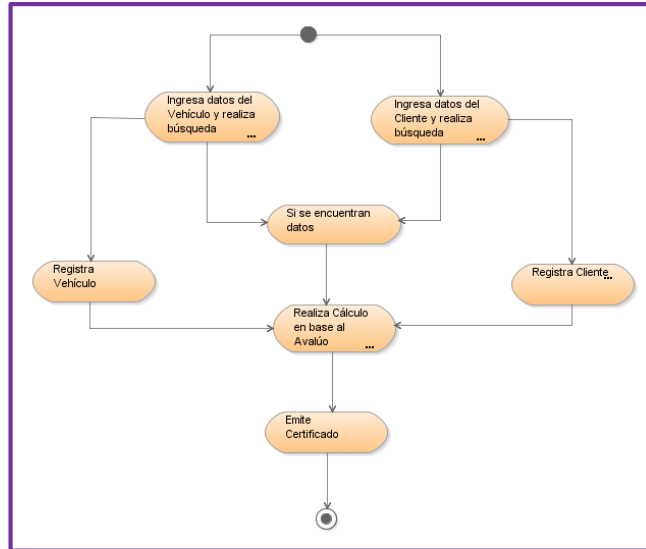 Ingresa datos del
Vehículo y realiza
búsqueda
...
Ingresa datos del
Cliente y realiza
búsqueda
...
Si se encuentran
datos
Registra
Vehículo
Registra Cliente...
Realiza Cálculo
en base al
Avalúo
...
Emite
Certificado